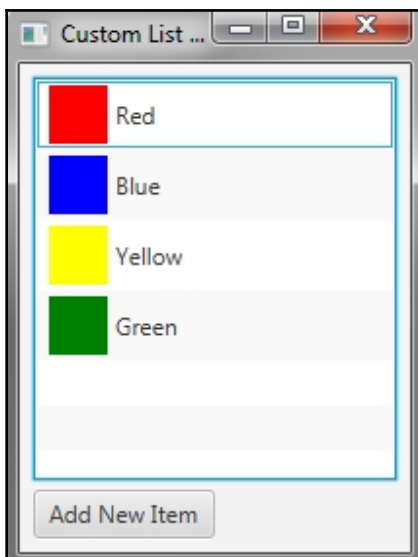 Custom List ...
Red
Blue
Yellow
Green
Add New Item